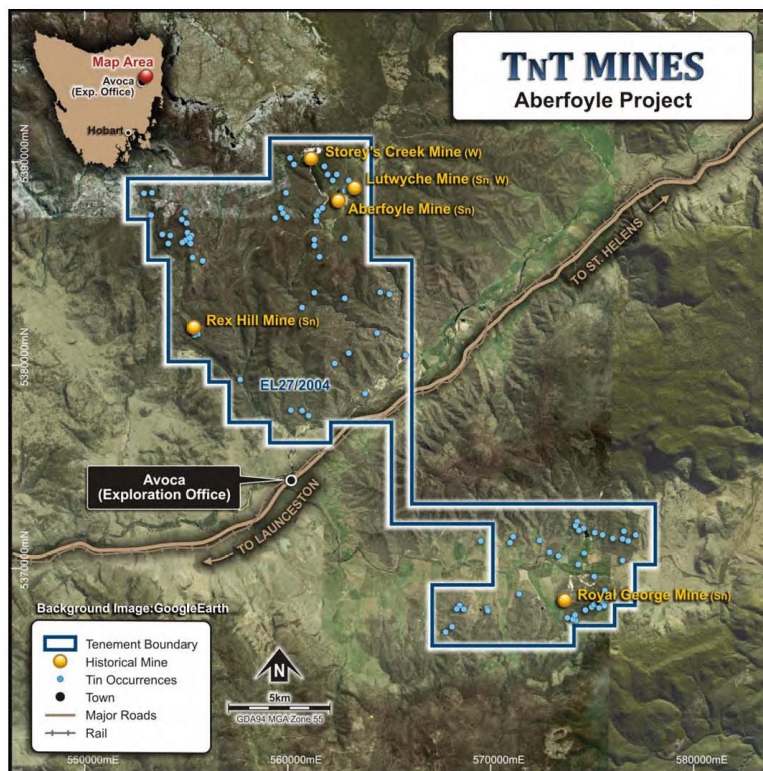 TNT MINES
Aberfoyle Project
Map Area
Avoca
(Exp. Office)
Hobart
5390000mN
Storey's Creek Mine (W)
Lutwyche Mine (Sn, W)
Aberfoyle Mine (Sn)
TO ST. HELENS
Rex Hill Mine (Sn)
5380000mN
EL27/2004
Avoca
(Exploration Office)
TO LAUNCESTON
5370000mN
Royal George Mine (Sn)
Background Image:GoogleEarth
Tenement Boundary
Historical Mine
Tin Occurrences
Town
Major Roads
Rail
N
5km
GDA94 MGA Zone 55
550000mE
560000mE
570000mE
580000mE